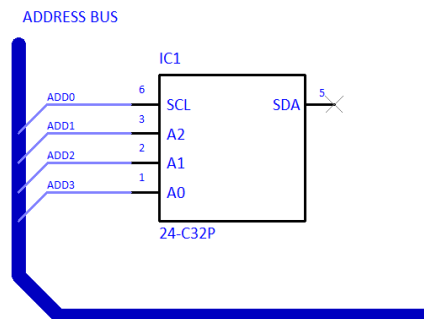 ADDRESS BUS
IC1
ADD0 6 SCL SDA 5
ADD1 3 A2
ADD2 2 A1
ADD3 1 A0
24-C32P